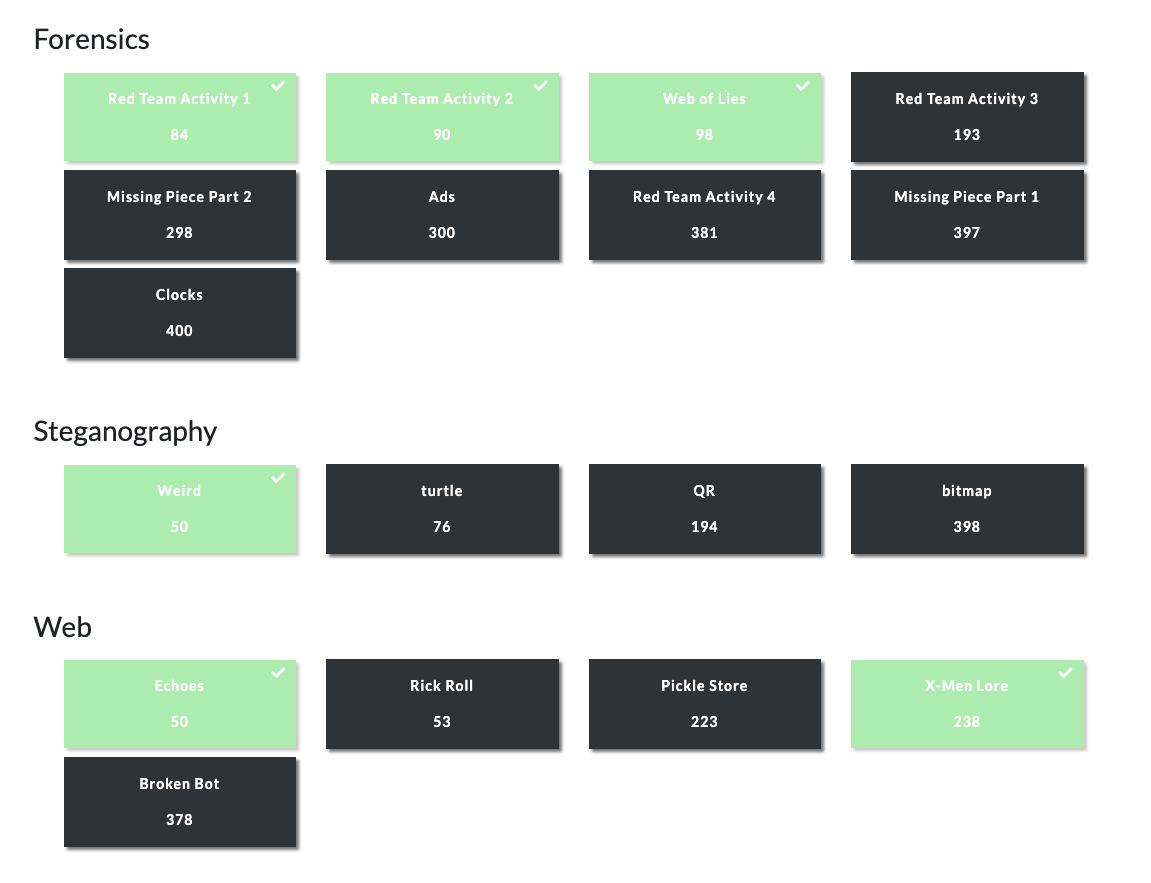 Forensics
Red Team Activity 1
84
Red Team Activity 2
90
Web of Lies
98
Red Team Activity 3
193
Missing Piece Part 2
298
Ads
300
Red Team Activity 4
381
Missing Piece Part 1
397
Clocks
400
Steganography
Weird
50
turtle
76
QR
194
bitmap
398
Web
Echoes
50
Rick Roll
53
Pickle Store
223
X-Men Lore
238
Broken Bot
378